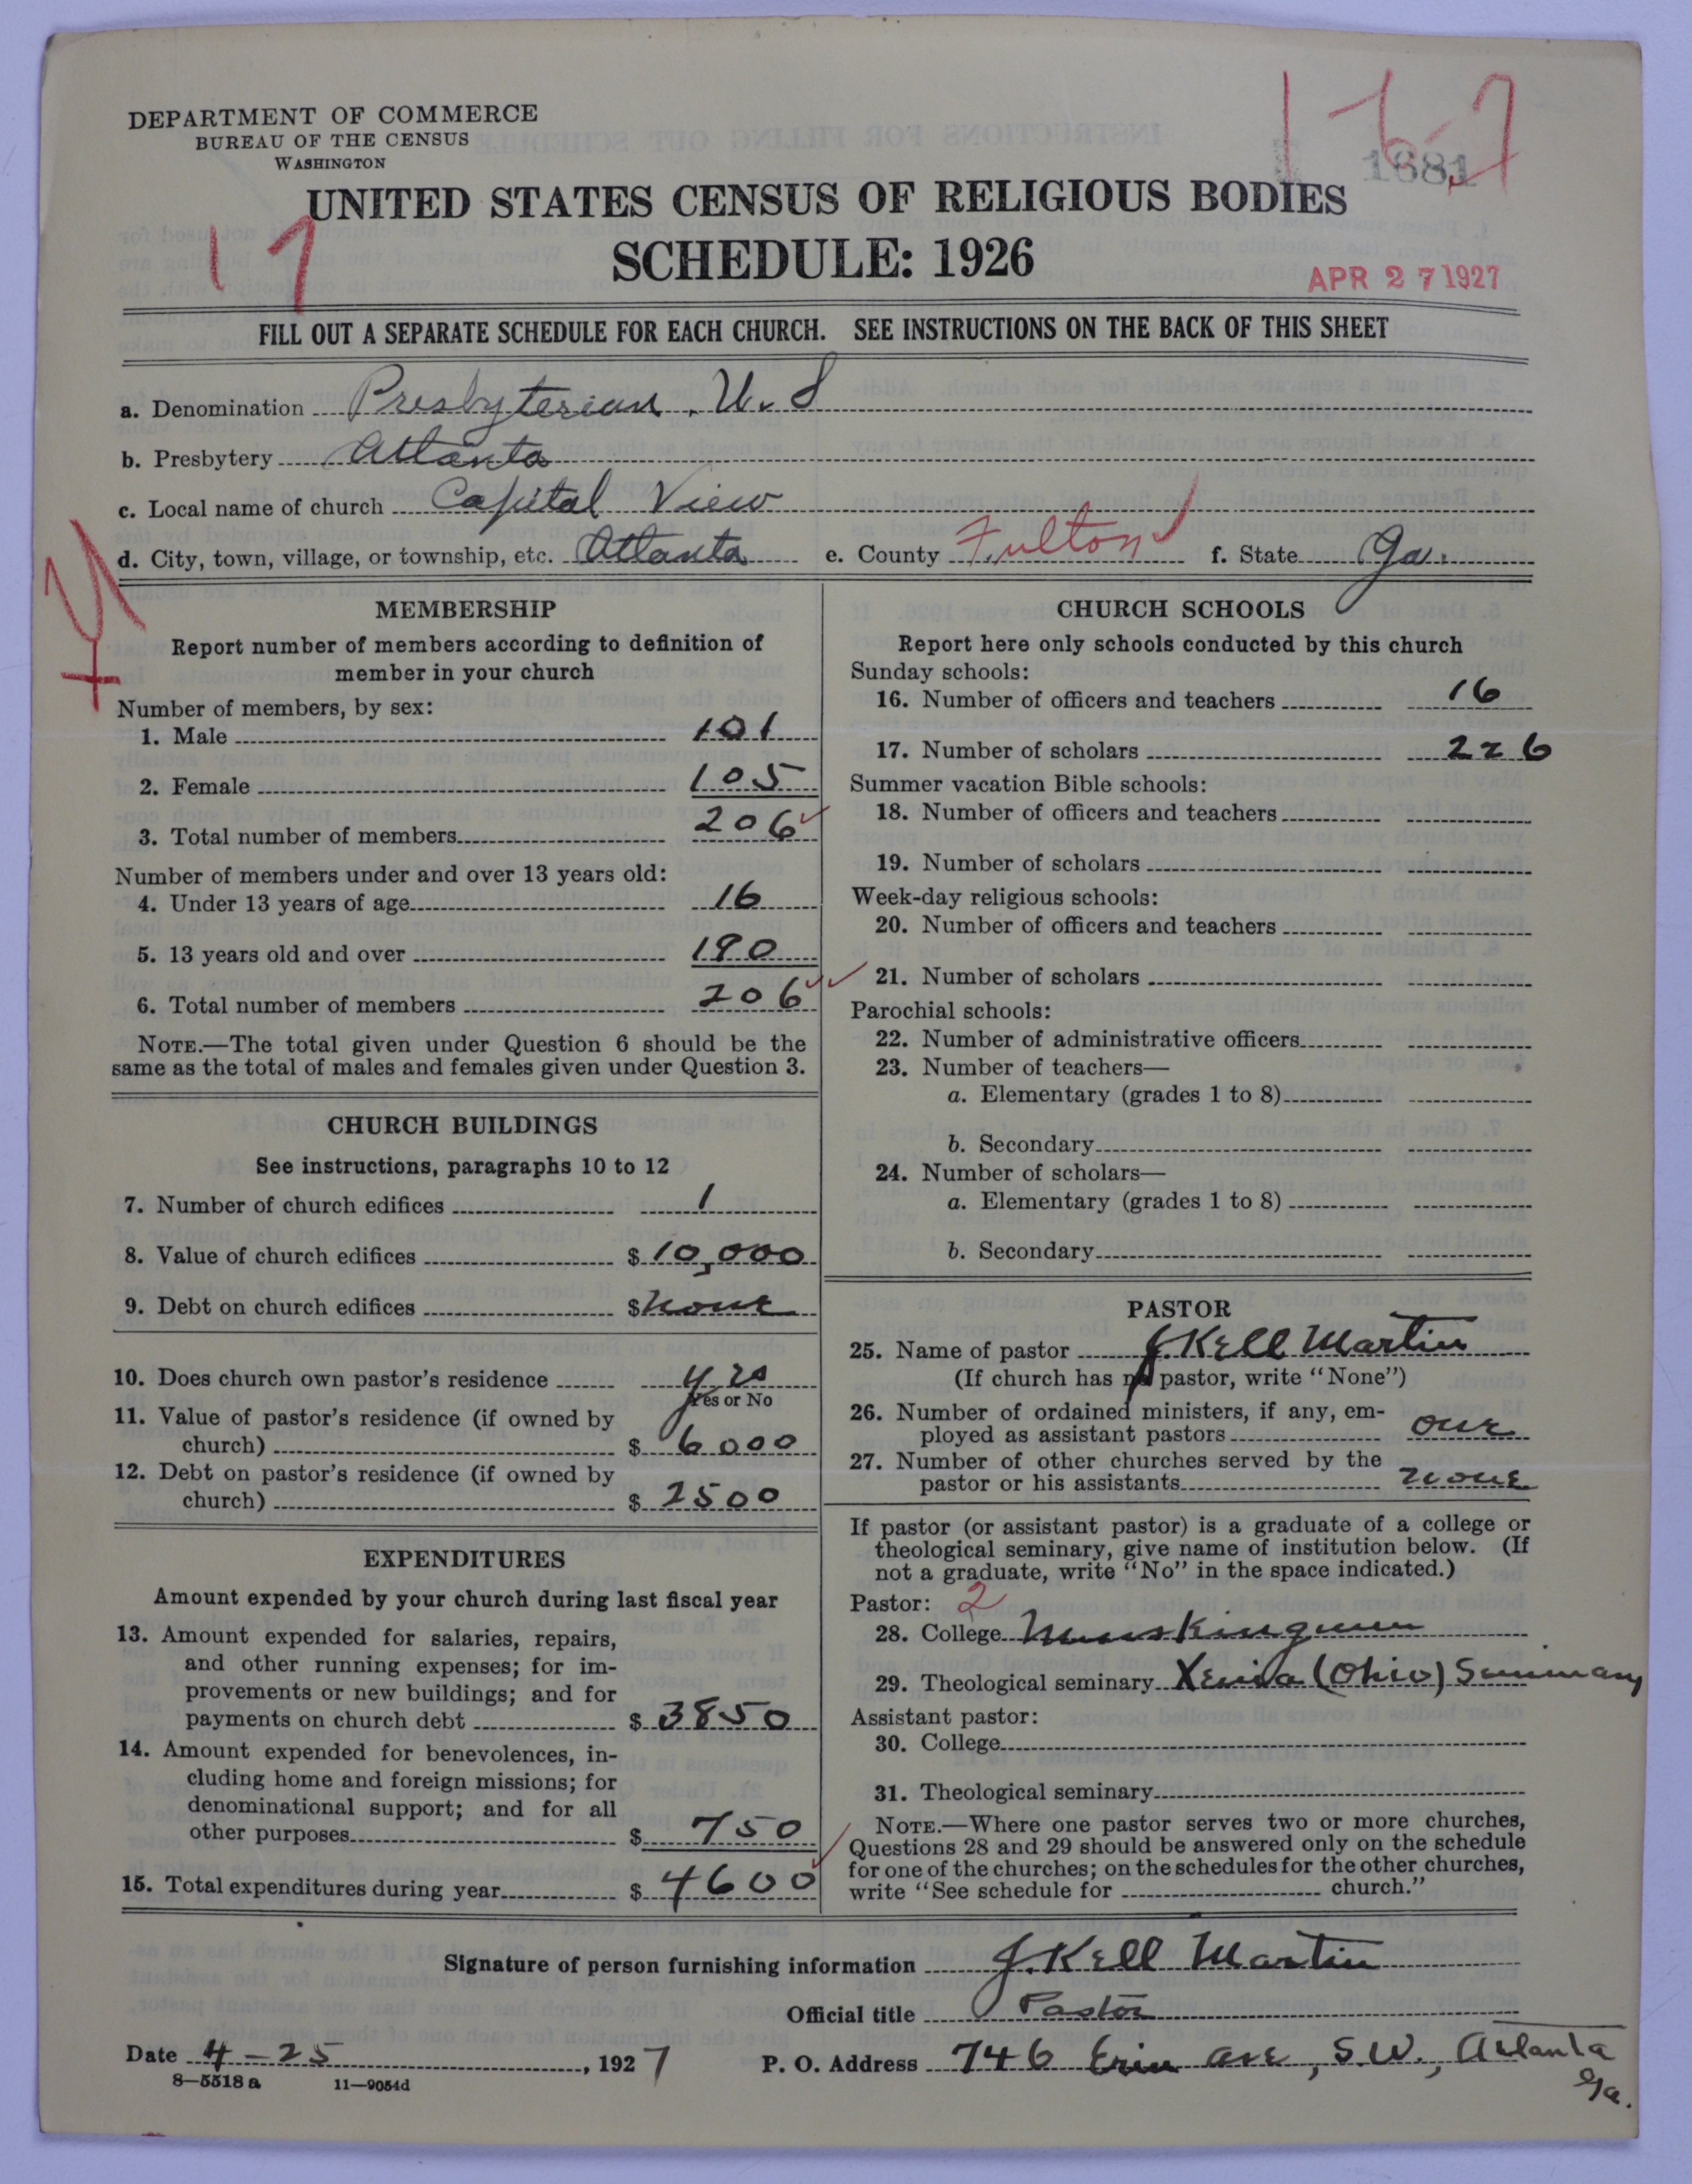 DEPARTMENT OF COMMERCE
BUREAU OF THE CENSUS
WASHINGTON
1881
UNITED STATES CENSUS OF RELIGIOUS BODIES
17
SCHEDULE: 1926
APR 27 1927
FILL OUT A SEPARATE SCHEDULE FOR EACH CHURCH. SEE INSTRUCTIONS ON THE BACK OF THIS SHEET
a. Denomination Presbyterian U.S
b. Presbytery Atlanta
c. Local name of church Capital View
d. City, town, village, or township, etc. Atlanta e. County Fulton f. State Ga.
MEMBERSHIP
Report number of members according to definition of
member in your church
Number of members, by sex:
1. Male 101
2. Female 105
3. Total number of members 206
Number of members under and over 13 years old:
4. Under 13 years of age 16
5. 13 years old and over 190
6. Total number of members 206
NOTE.—The total given under Question 6 should be the
same as the total of males and females given under Question 3.
CHURCH BUILDINGS
See instructions, paragraphs 10 to 12
7. Number of church edifices 1
8. Value of church edifices $ 10,000
9. Debt on church edifices $ none
10. Does church own pastor's residence yes
Yes or No
11. Value of pastor's residence (if owned by
church) $ 6000
12. Debt on pastor's residence (if owned by
church) $ 2500
EXPENDITURES
Amount expended by your church during last fiscal year
13. Amount expended for salaries, repairs,
and other running expenses; for im-
provements or new buildings; and for
payments on church debt $ 3850
14. Amount expended for benevolences, in-
cluding home and foreign missions; for
denominational support; and for all
other purposes $ 750
15. Total expenditures during year $ 4600
CHURCH SCHOOLS
Report here only schools conducted by this church
Sunday schools:
16. Number of officers and teachers 16
17. Number of scholars 226
Summer vacation Bible schools:
18. Number of officers and teachers
19. Number of scholars
Week-day religious schools:
20. Number of officers and teachers
21. Number of scholars
Parochial schools:
22. Number of administrative officers
23. Number of teachers—
a. Elementary (grades 1 to 8)
b. Secondary
24. Number of scholars—
a. Elementary (grades 1 to 8)
b. Secondary
PASTOR
25. Name of pastor J. Kell Martin
(If church has no pastor, write "None")
26. Number of ordained ministers, if any, em-
ployed as assistant pastors one
27. Number of other churches served by the
pastor or his assistants none
If pastor (or assistant pastor) is a graduate of a college or
theological seminary, give name of institution below. (If
not a graduate, write "No" in the space indicated.)
Pastor: 2
28. College Muskingum
29. Theological seminary Xenia (Ohio) Seminary
Assistant pastor:
30. College
31. Theological seminary
NOTE.—Where one pastor serves two or more churches,
Questions 28 and 29 should be answered only on the schedule
for one of the churches; on the schedules for the other churches,
write "See schedule for church."
Signature of person furnishing information J. Kell Martin
Official title Pastor
Date 4-25, 1927 P. O. Address 746 Erin ave, S.W., Atlanta
Ga.
8-5518 a 11-9054d